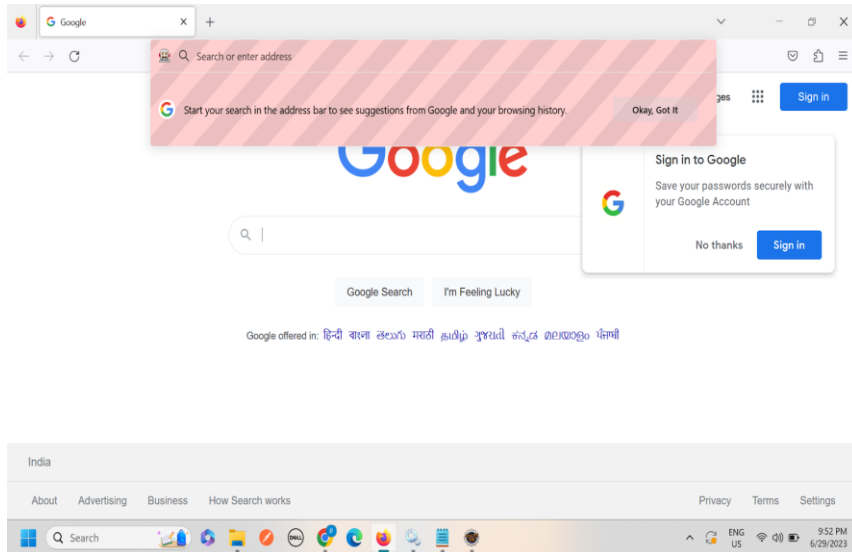 Google
Search or enter address
Start your search in the address bar to see suggestions from Google and your browsing history. Okay, Got It
ges
Sign in
Google
Sign in to Google
Save your passwords securely with
your Google Account
No thanks Sign in
Google Search I'm Feeling Lucky
Google offered in: हिन्दी বাংলা తెలుగు मराठी தமிழ் ગુજરાતી ಕನ್ನಡ മലയാളം ਪੰਜਾਬੀ
India
About Advertising Business How Search works Privacy Terms Settings
Search
DELL
ENG
US
9:52 PM
6/29/2023